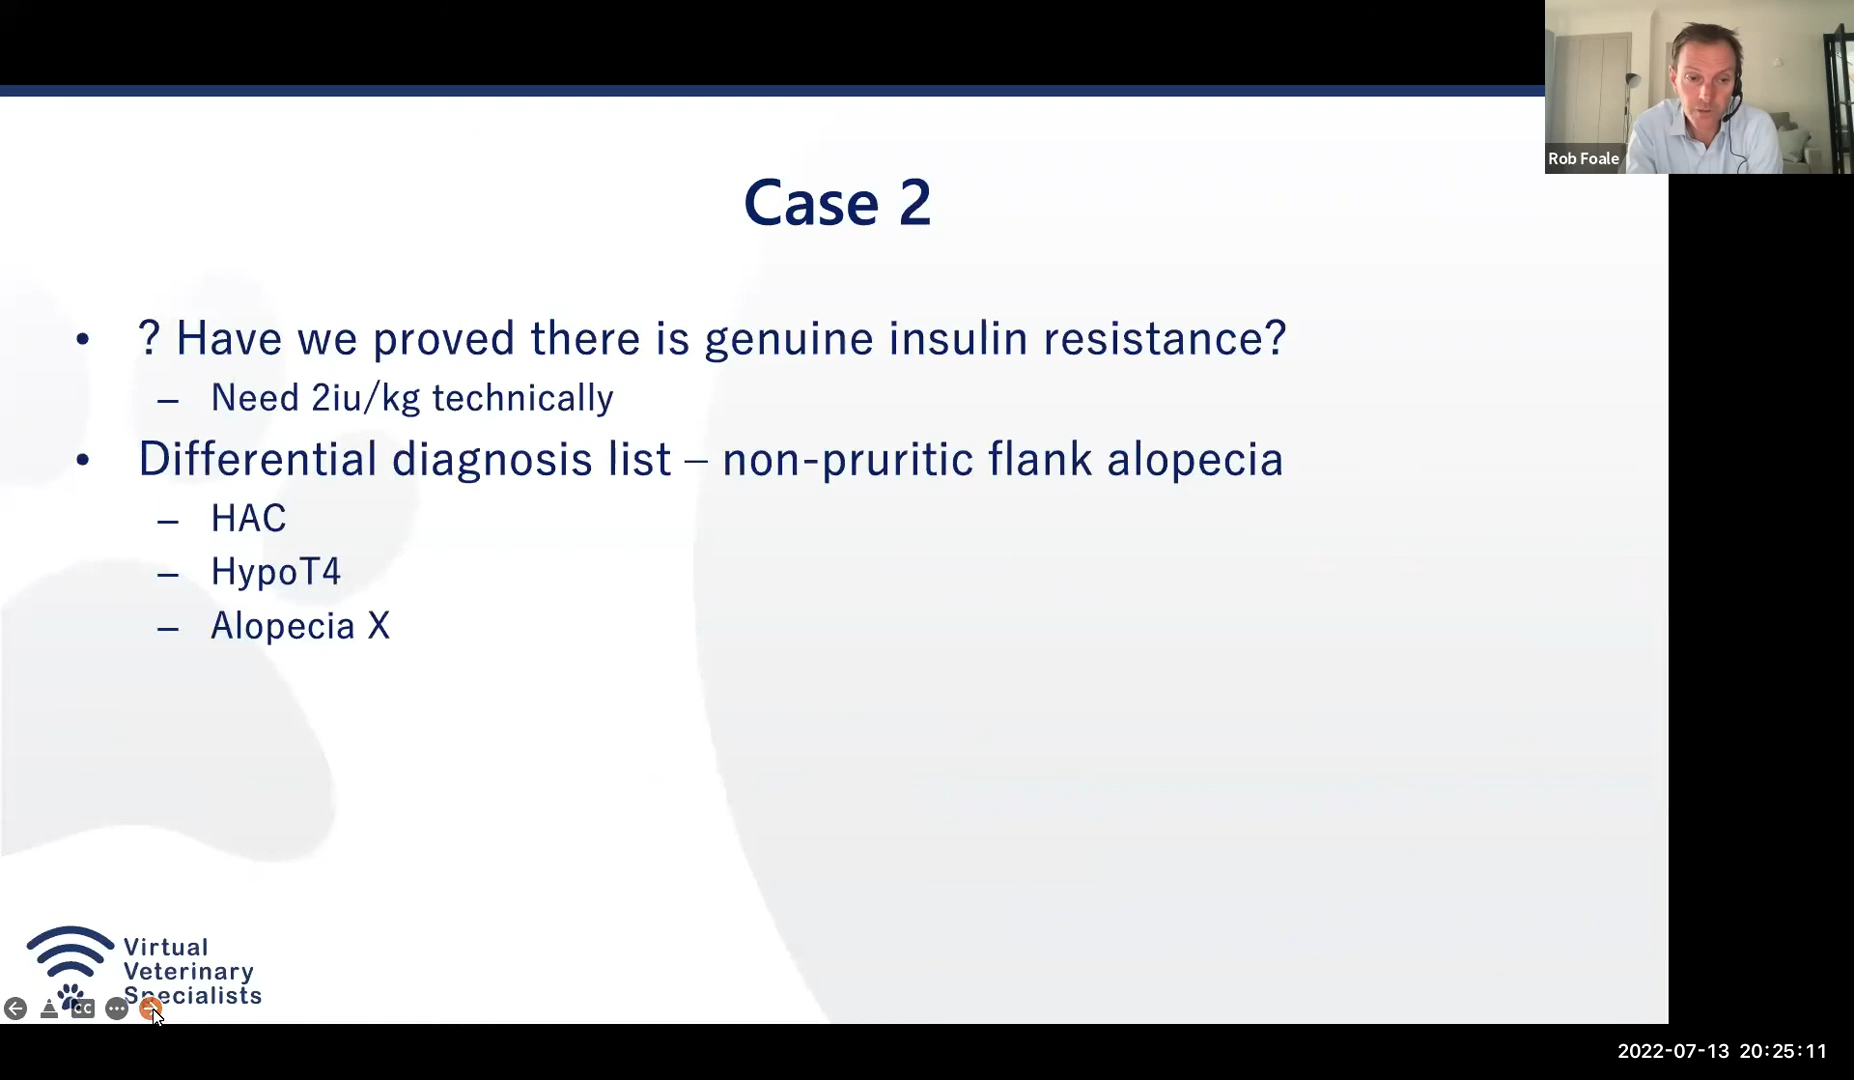 Rob Foale
Case 2
• ? Have we proved there is genuine insulin resistance?
– Need 2iu/kg technically
• Differential diagnosis list – non-pruritic flank alopecia
– HAC
– HypoT4
– Alopecia X
Virtual
Veterinary
Specialists
CC
2022-07-13 20:25:11